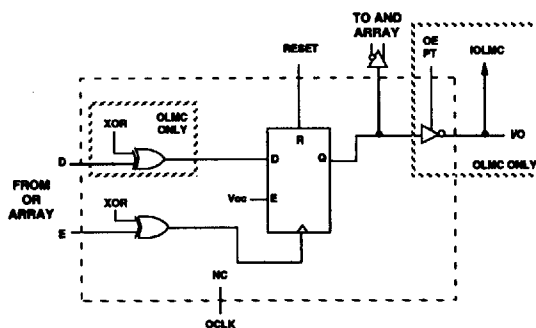 TO AND
ARRAY
OE
PT
IOLMC
RESET
XOR
OLMC
ONLY
R
D
D
Q
I/O
OLMC ONLY
FROM
OR
ARRAY
XOR
Vcc
E
E
NC
OCLK